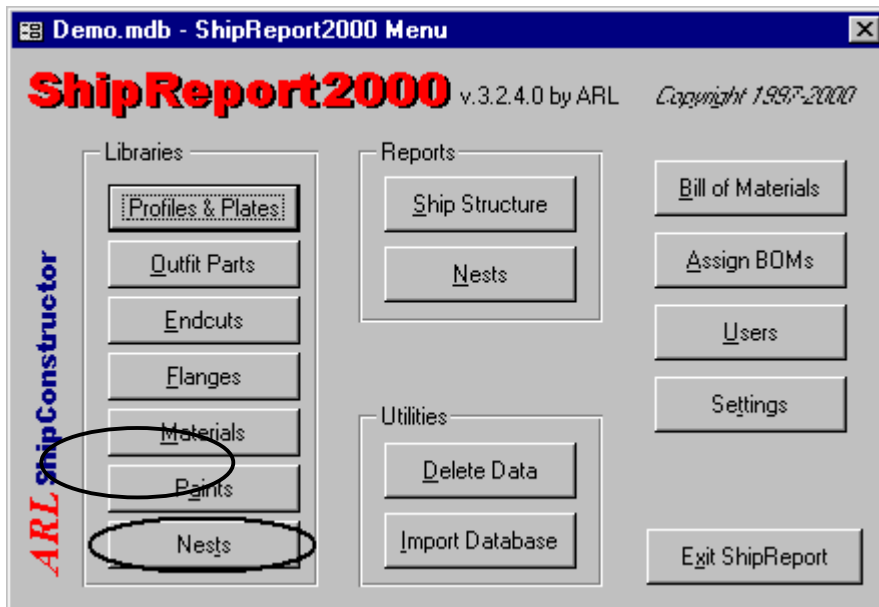 Demo.mdb - ShipReport2000 Menu
ShipReport2000 v.3.2.4.0 by ARL Copyright 1997-2000
ARL ShipConstructor
Libraries
Profiles & Plates
Outfit Parts
Endcuts
Flanges
Materials
Paints
Nests
Reports
Ship Structure
Nests
Utilities
Delete Data
Import Database
Bill of Materials
Assign BOMs
Users
Settings
Exit ShipReport